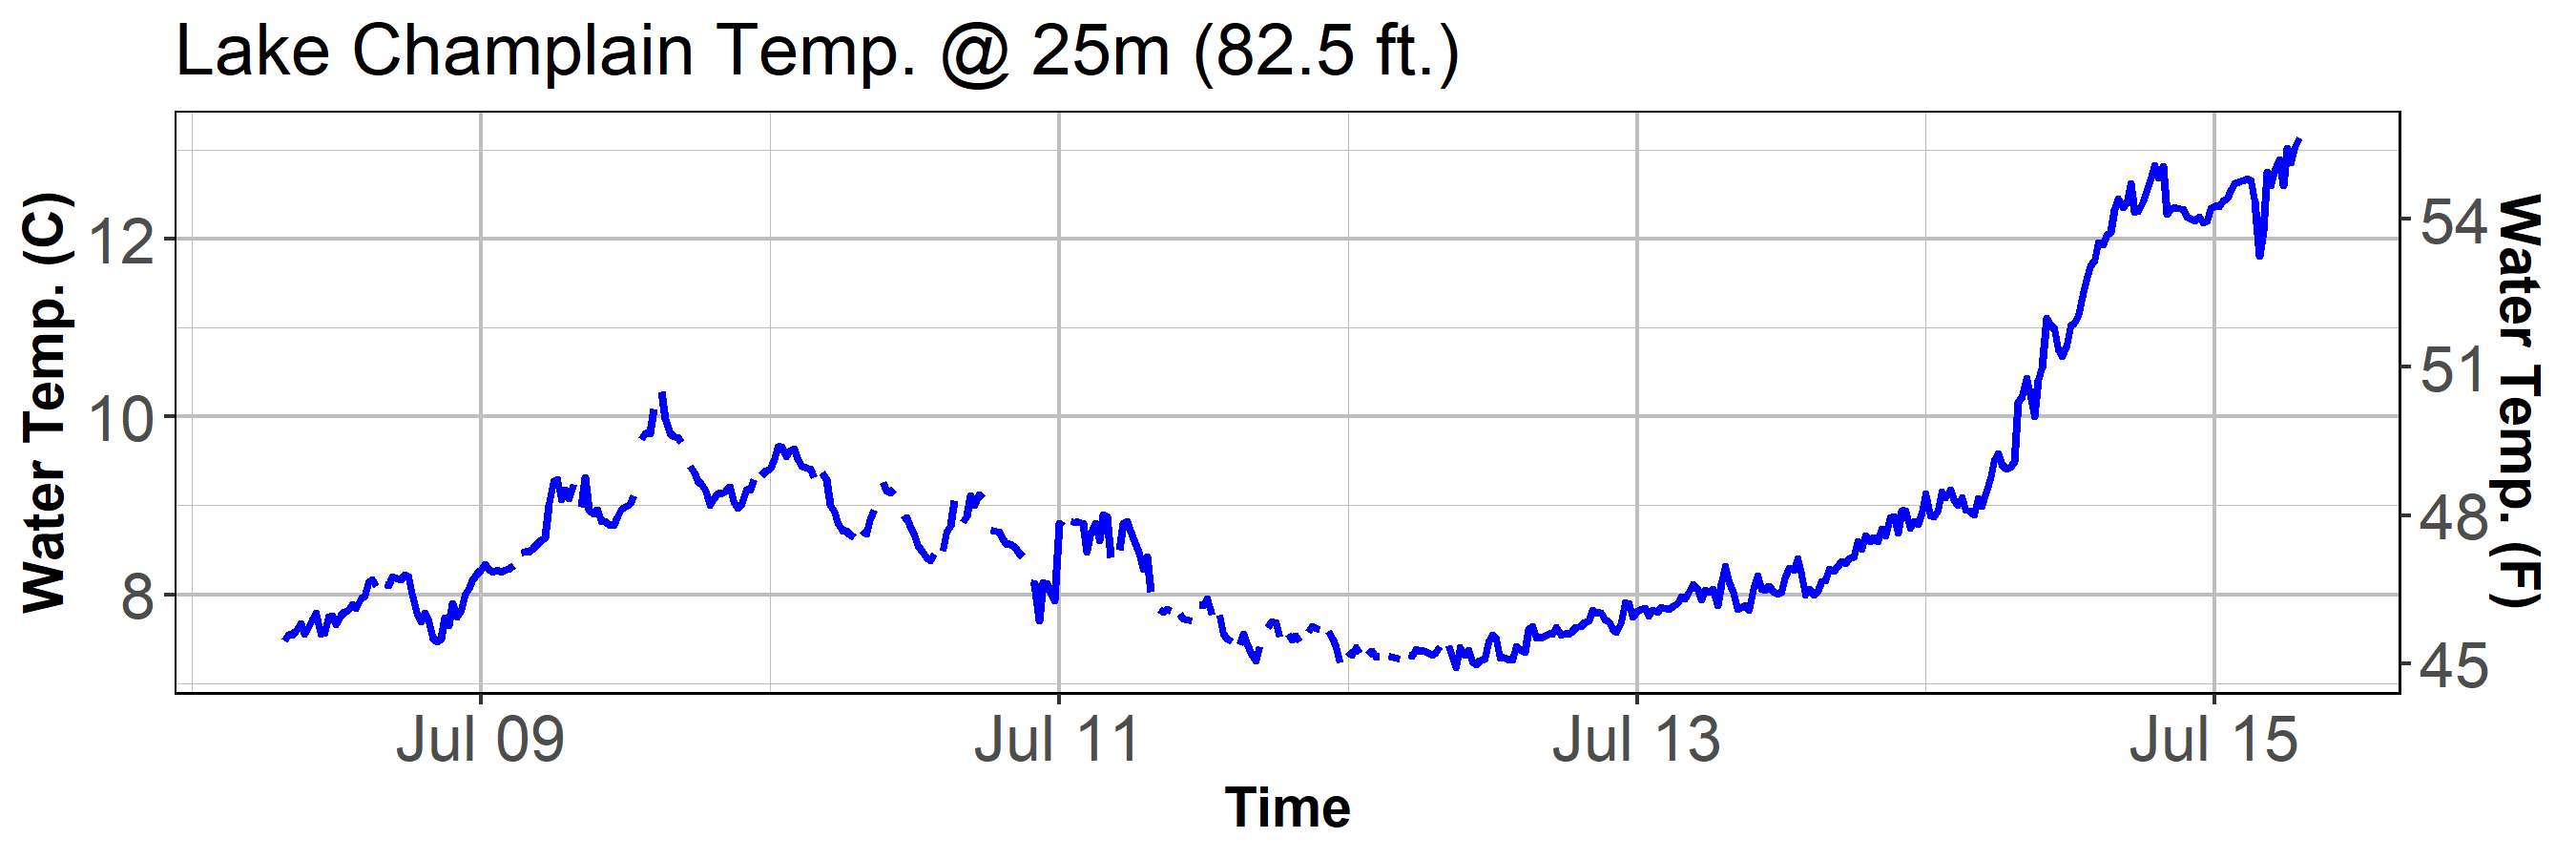 Lake Champlain Temp. @ 25m (82.5 ft.)
Water Temp. (C)
12
10
8
54
51
48
45
Water Temp. (F)
Jul 09 Jul 11 Jul 13 Jul 15
Time